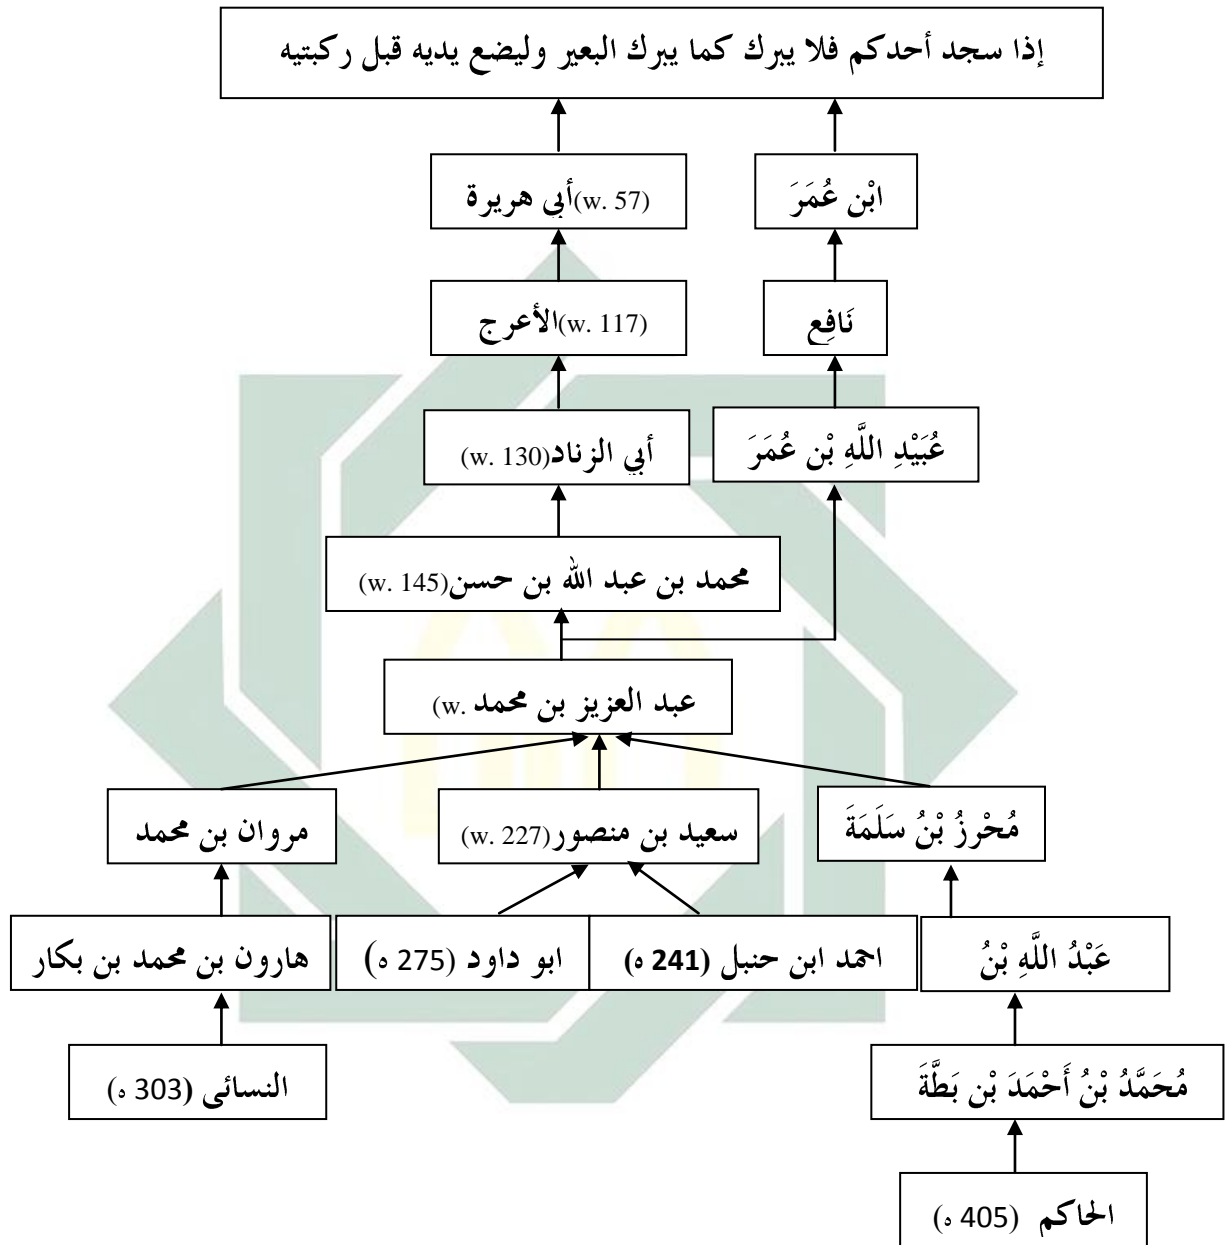 إذا سجد أحدكم فلا يبرك كما يبرك البعير وليضع يديه قبل ركبتيه
أبى هريرة(w. 57)
ابْن عُمَرَ
الأعرج(w. 117)
نَافِع
أبي الزناد(w. 130)
عُبَيْدِ اللَّهِ بْن عُمَرَ
محمد بن عبد الله بن حسن(w. 145)
عبد العزيز بن محمد (w.
مروان بن محمد
سعيد بن منصور(w. 227)
مُحْرزُ بْنُ سَلَمَةَ
هارون بن محمد بن بكار
ابو داود (275 ه)
احمد ابن حنبل (241 ه)
عَبْدُ اللَّهِ بْنُ
النسائى (303 ه)
مُحَمَّدُ بْنُ أَحْمَدَ بْن بَطَّةَ
الحاكم (405 ه)